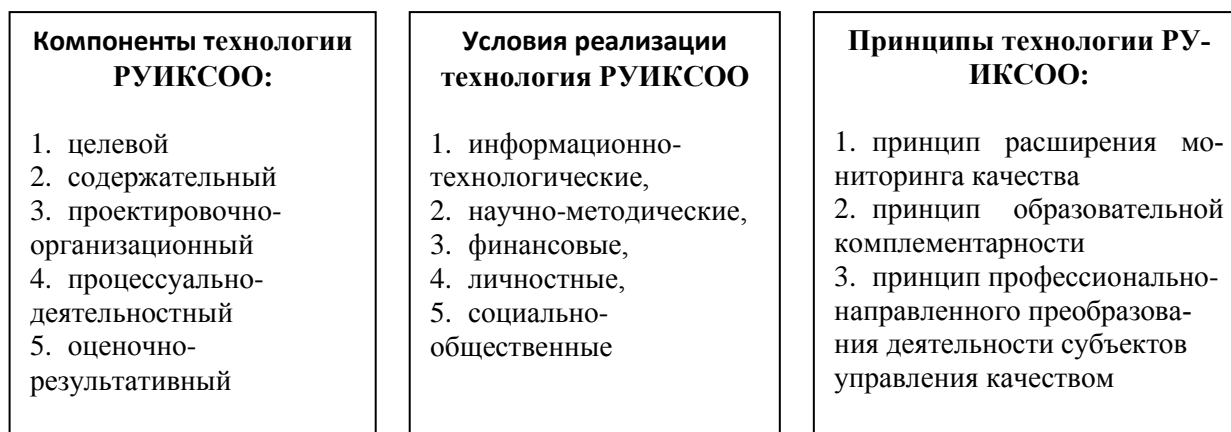 Компоненты технологии
РУИКСОО:
1. целевой
2. содержательный
3. проектировочно-
организационный
4. процессуально-
деятельностный
5. оценочно-
результативный
Условия реализации
технология РУИКСОО
1. информационно-
технологические,
2. научно-методические,
3. финансовые,
4. личностные,
5. социально-
общественные
Принципы технологии РУ-
ИКСОО:
1. принцип расширения мо-
ниторинга качества
2. принцип образовательной
комплементарности
3. принцип профессионально-
направленного преобразова-
ния деятельности субъектов
управления качеством